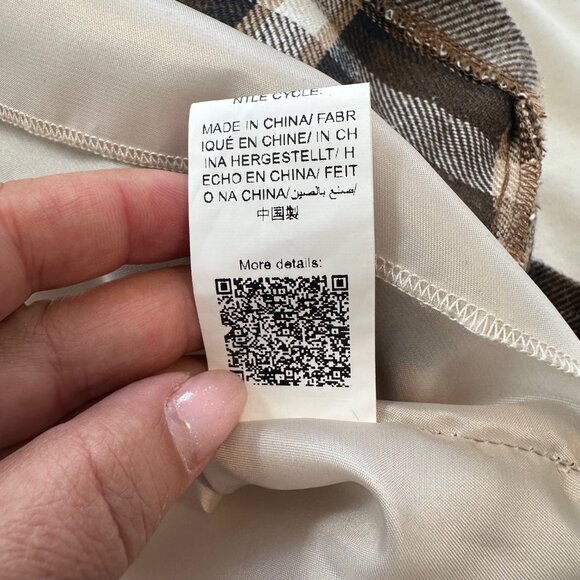 NTLE CYCLE.
MADE IN CHINA/ FABR
IQUÉ EN CHINE/ IN CH
INA HERGESTELLT/ H
ECHO EN CHINA/ FEIT
O NA CHINA/صنع بالصين/
中国製
More details: